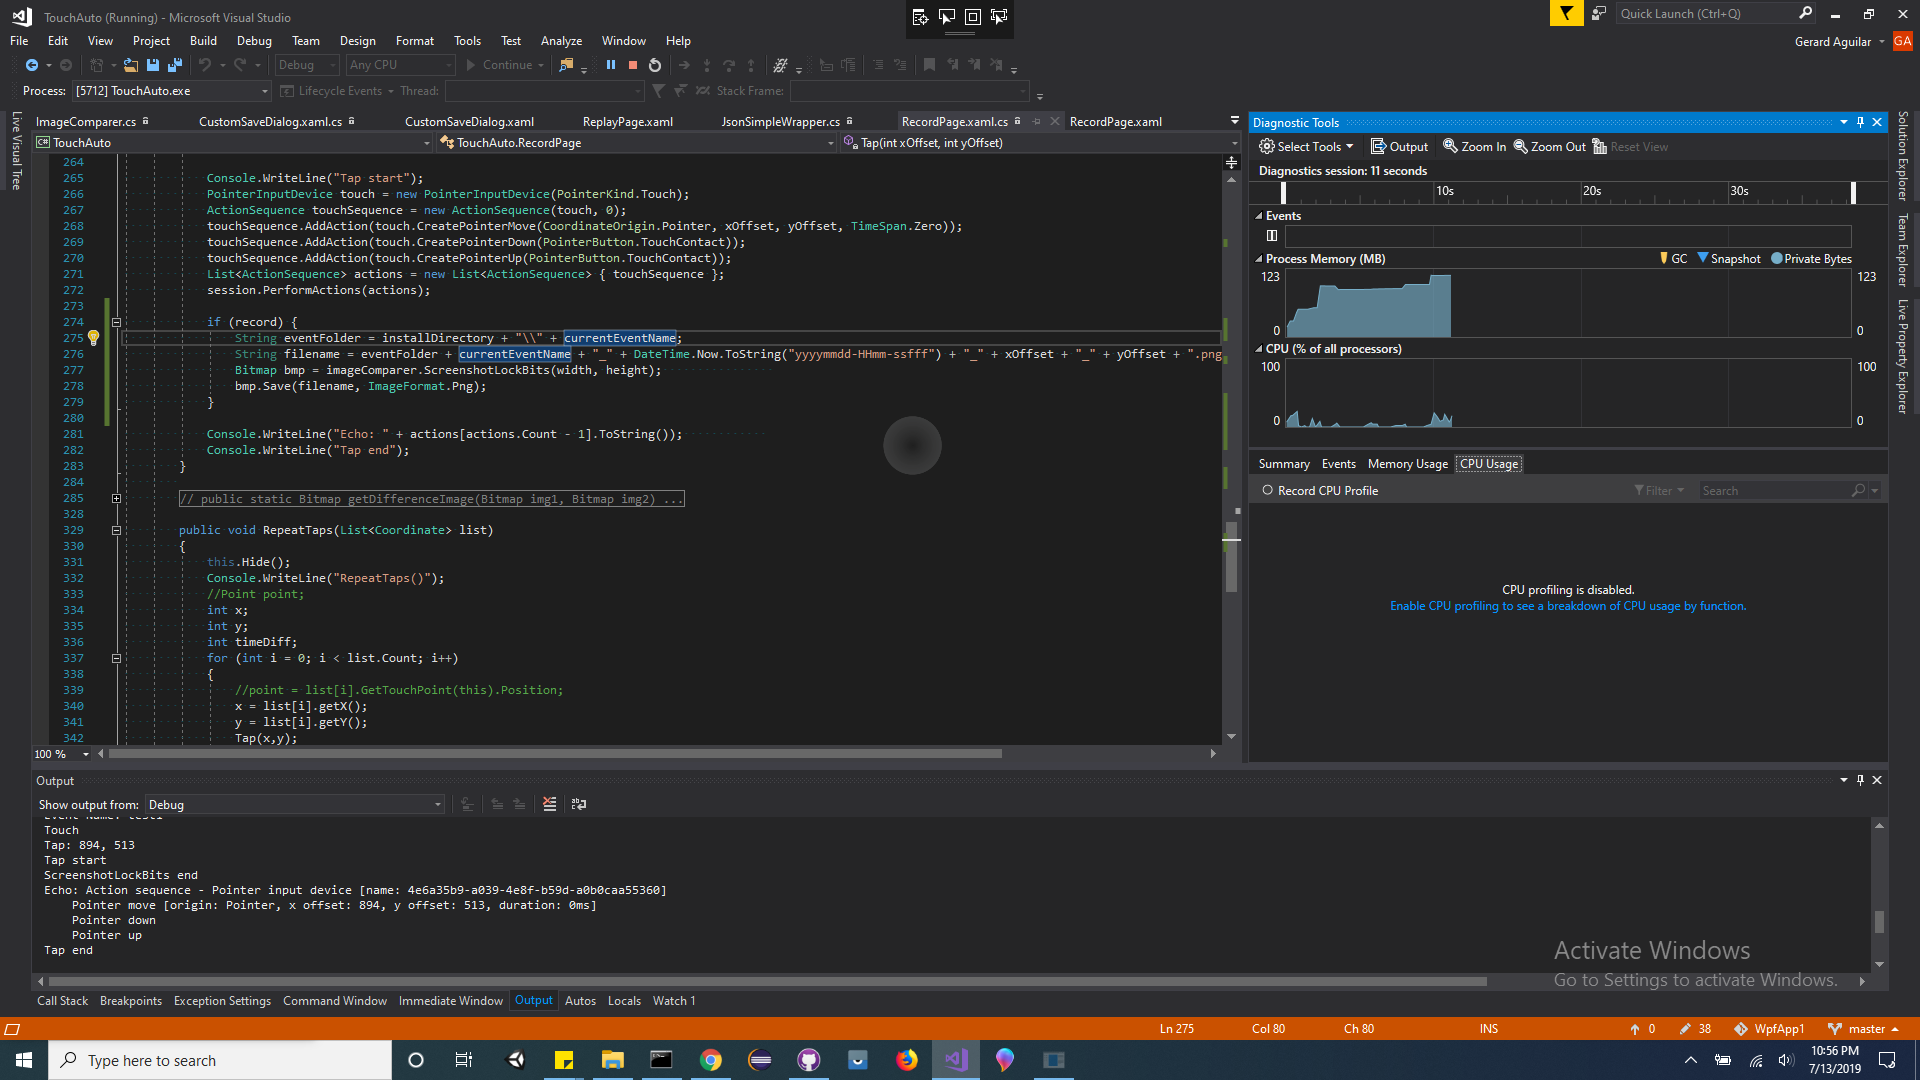 TouchAuto (Running) - Microsoft Visual Studio
Quick Launch (Ctrl+Q)
File Edit View Project Build Debug Team Format Tools Test Analyze Window Help
Design
Gerard Aguilar GA
Debug Any CPU Continue
Process: [5712] TouchAuto.exe Lifecycle Events Thread: Stack Frame:
Live Visual Tree
ImageComparer.cs CustomSaveDialog.xaml.cs CustomSaveDialog.xaml ReplayPage.xaml JsonSimpleWrapper.cs RecordPage.xaml.cs RecordPage.xaml
TouchAuto TouchAuto.RecordPage Tap(int xOffset, int yOffset)
264
265 Console.WriteLine("Tap start");
266 PointerInputDevice touch = new PointerInputDevice(PointerKind.Touch);
267 ActionSequence touchSequence = new ActionSequence(touch, 0);
268 touchSequence.AddAction(touch.CreatePointerMove(CoordinateOrigin.Pointer, xOffset, yOffset, TimeSpan.Zero));
269 touchSequence.AddAction(touch.CreatePointerDown(PointerButton.TouchContact));
270 touchSequence.AddAction(touch.CreatePointerUp(PointerButton.TouchContact));
271 List<ActionSequence> actions = new List<ActionSequence> { touchSequence };
272 session.PerformActions(actions);
273
274 if (record) {
275 String eventFolder = installDirectory + "\\" + currentEventName;
276 String filename = eventFolder + currentEventName + "_" + DateTime.Now.ToString("yyyymmdd-HHmm-ssfff") + "_" + xOffset + "_" + yOffset + ".png
277 Bitmap bmp = imageComparer.ScreenshotLockBits(width, height);
278 bmp.Save(filename, ImageFormat.Png);
279 }
280
281 Console.WriteLine("Echo: " + actions[actions.Count - 1].ToString());
282 Console.WriteLine("Tap end");
283 }
284
285 // public static Bitmap getDifferenceImage(Bitmap img1, Bitmap img2) ...
328
329 public void RepeatTaps(List<Coordinate> list)
330 {
331 this.Hide();
332 Console.WriteLine("RepeatTaps()");
333 //Point point;
334 int x;
335 int y;
336 int timeDiff;
337 for (int i = 0; i < list.Count; i++)
338 {
339 //point = list[i].GetTouchPoint(this).Position;
340 x = list[i].getX();
341 y = list[i].getY();
342 Tap(x,y);
100 %
Diagnostic Tools
Select Tools Output Zoom In Zoom Out Reset View
Diagnostics session: 11 seconds
10s 20s 30s
Events
Process Memory (MB) GC Snapshot Private Bytes
123 123
0 0
CPU (% of all processors)
100 100
0 0
Summary Events Memory Usage CPU Usage
Record CPU Profile Filter Search
CPU profiling is disabled.
Enable CPU profiling to see a breakdown of CPU usage by function.
Solution Explorer
Team Explorer
Live Property Explorer
Output
Show output from: Debug
Event Name: test1
Touch
Tap: 894, 513
Tap start
ScreenshotLockBits end
Echo: Action sequence - Pointer input device [name: 4e6a35b9-a039-4e8f-b59d-a0b0caa55360]
Pointer move [origin: Pointer, x offset: 894, y offset: 513, duration: 0ms]
Pointer down
Pointer up
Tap end
Activate Windows
Go to Settings to activate Windows.
Call Stack Breakpoints Exception Settings Command Window Immediate Window Output Autos Locals Watch 1
Ln 275 Col 80 Ch 80 INS 0 38 WpfApp1 master
Type here to search
10:56 PM
7/13/2019